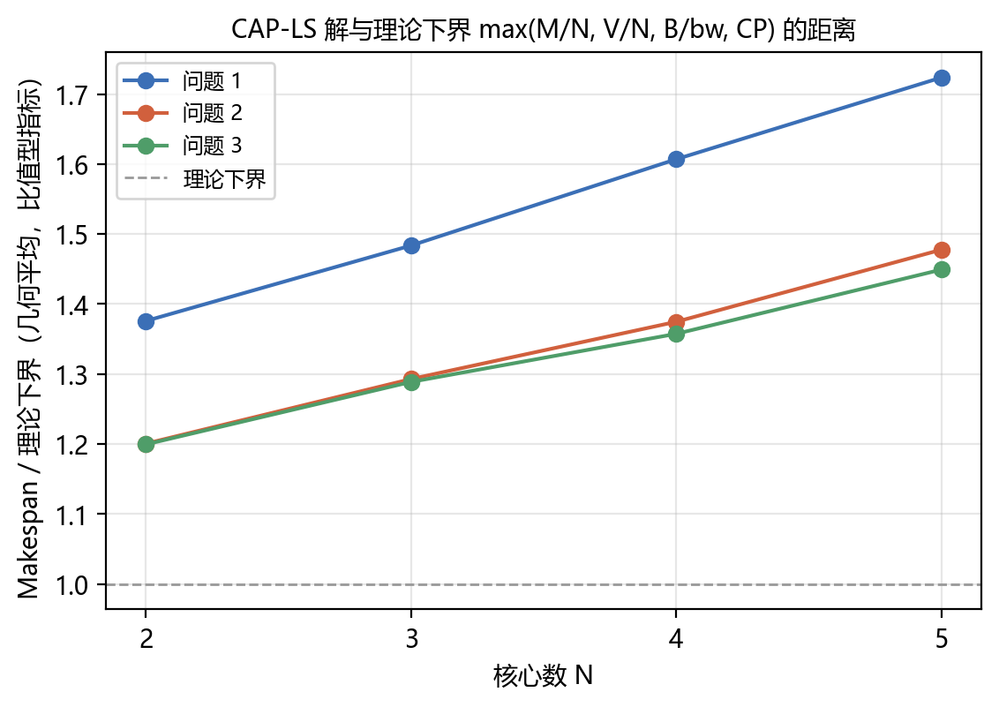 CAP-LS 解与理论下界 max(M/N, V/N, B/bw, CP) 的距离
问题 1
问题 2
问题 3
理论下界
Makespan / 理论下界（几何平均，比值型指标）
1.7
1.6
1.5
1.4
1.3
1.2
1.1
1.0
2 3 4 5
核心数 N